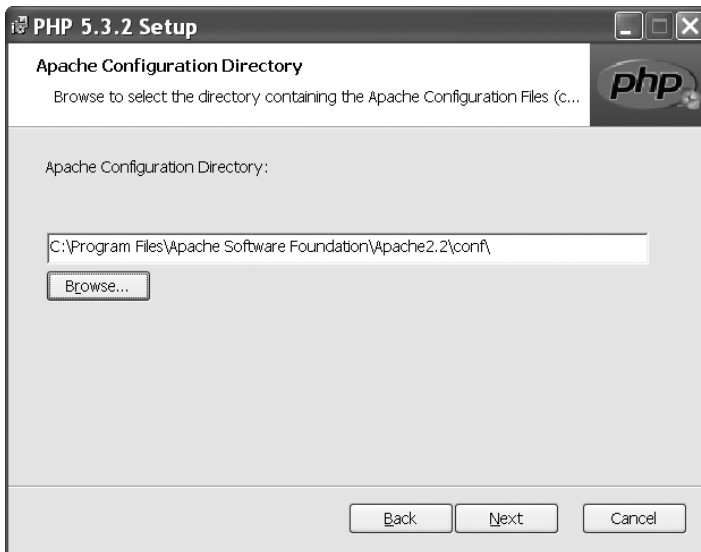 PHP 5.3.2 Setup
Apache Configuration Directory
Browse to select the directory containing the Apache Configuration Files (c...
php
Apache Configuration Directory:
C:\Program Files\Apache Software Foundation\Apache2.2\conf\
Browse...
Back
Next
Cancel